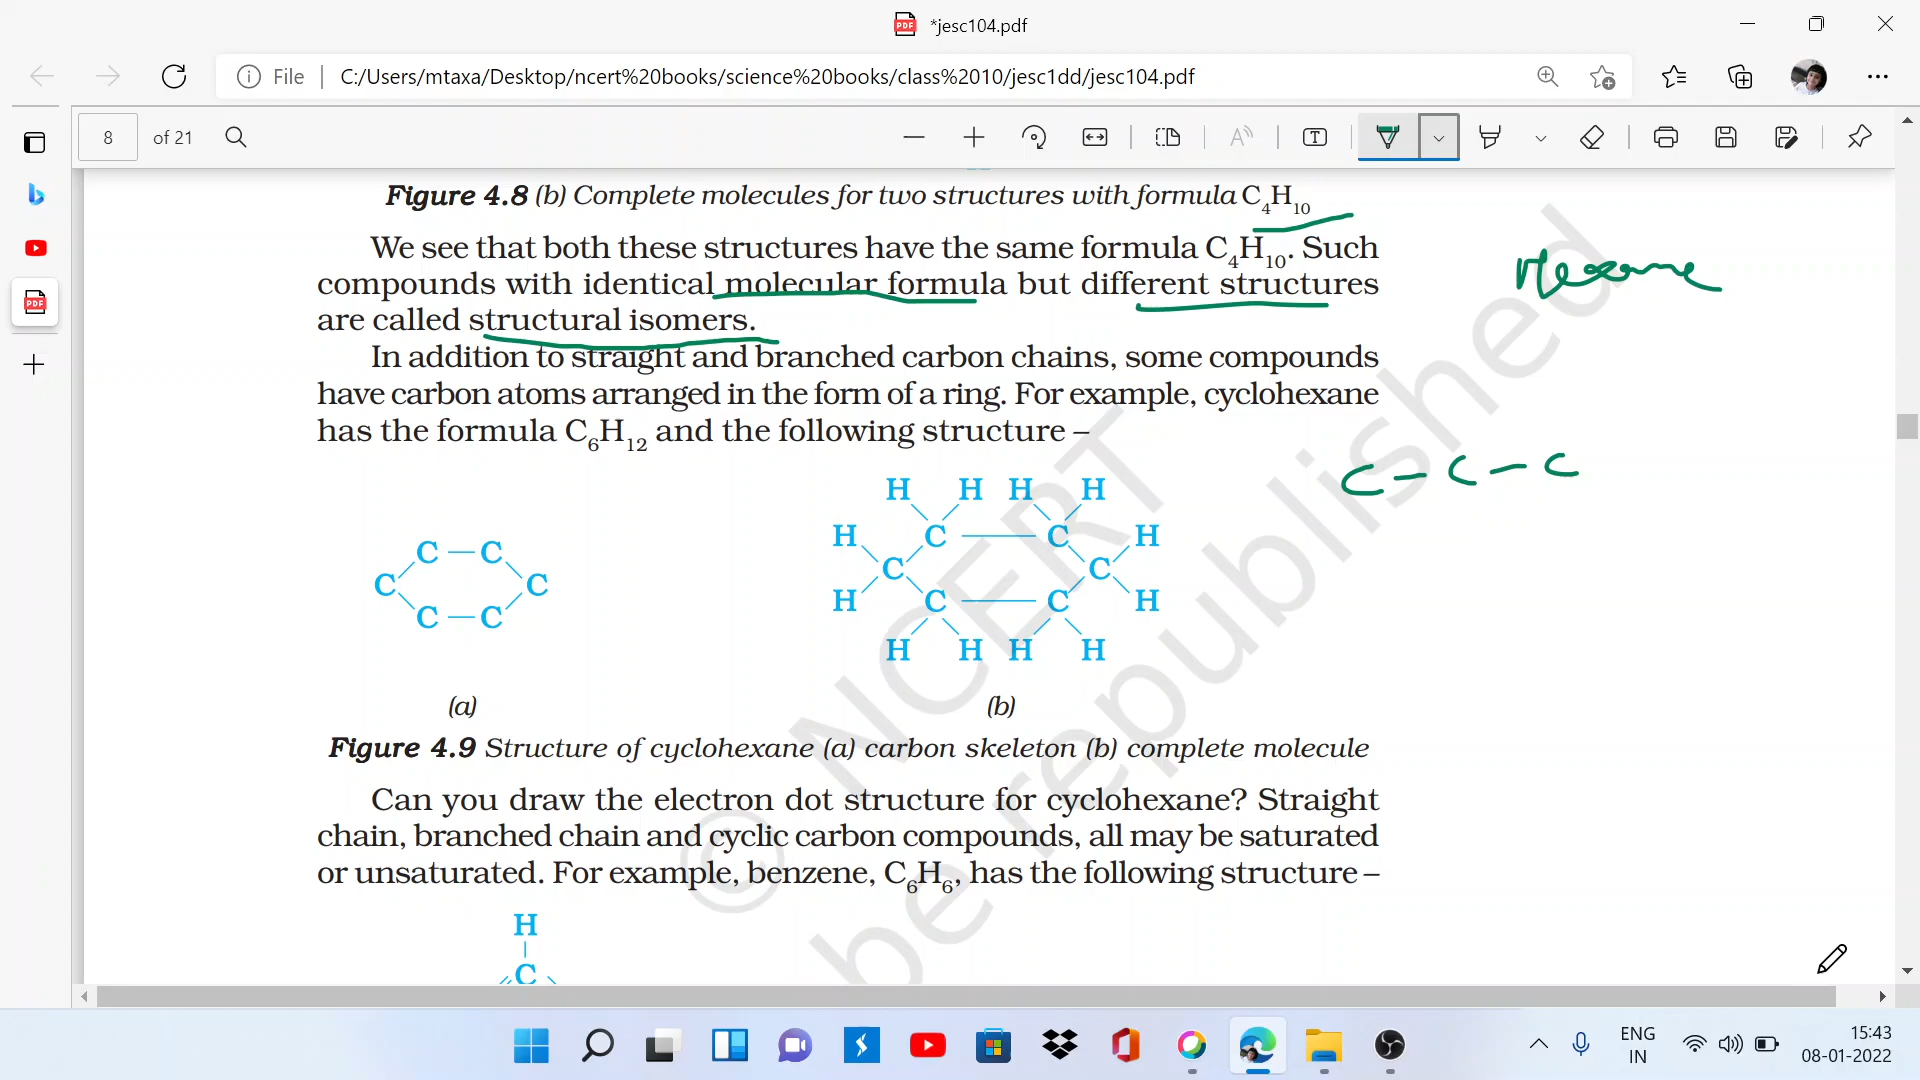 *jesc104.pdf
File
C:/Users/mtaxa/Desktop/ncert%20books/science%20books/class%2010/jesc1dd/jesc104.pdf
8 of 21
Figure 4.8 (b) Complete molecules for two structures with formula C₄H₁₀
We see that both these structures have the same formula C₄H₁₀. Such
compounds with identical molecular formula but different structures
are called structural isomers.
Hexane
In addition to straight and branched carbon chains, some compounds
have carbon atoms arranged in the form of a ring. For example, cyclohexane
has the formula C₆H₁₂ and the following structure –
C – C – C
H H H H
H C C H
C C
C C
C C
H C C H
C C
H H H H
(a) (b)
Figure 4.9 Structure of cyclohexane (a) carbon skeleton (b) complete molecule
Can you draw the electron dot structure for cyclohexane? Straight
chain, branched chain and cyclic carbon compounds, all may be saturated
or unsaturated. For example, benzene, C₆H₆, has the following structure –
H
C
© NCERT
be republished
ENG
IN
15:43
08-01-2022